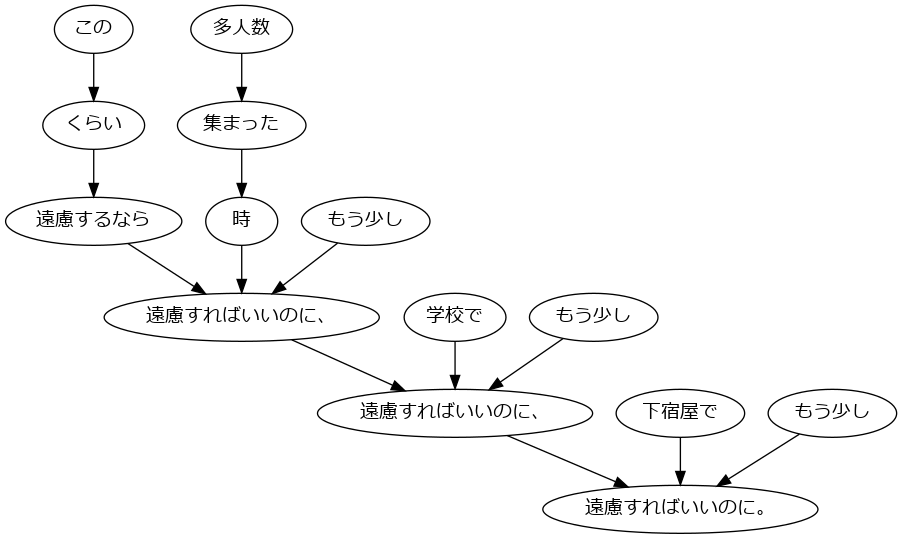 この
多人数
くらい
集まった
遠慮するなら
時
もう少し
遠慮すればいいのに、
学校で
もう少し
遠慮すればいいのに、
下宿屋で
もう少し
遠慮すればいいのに。